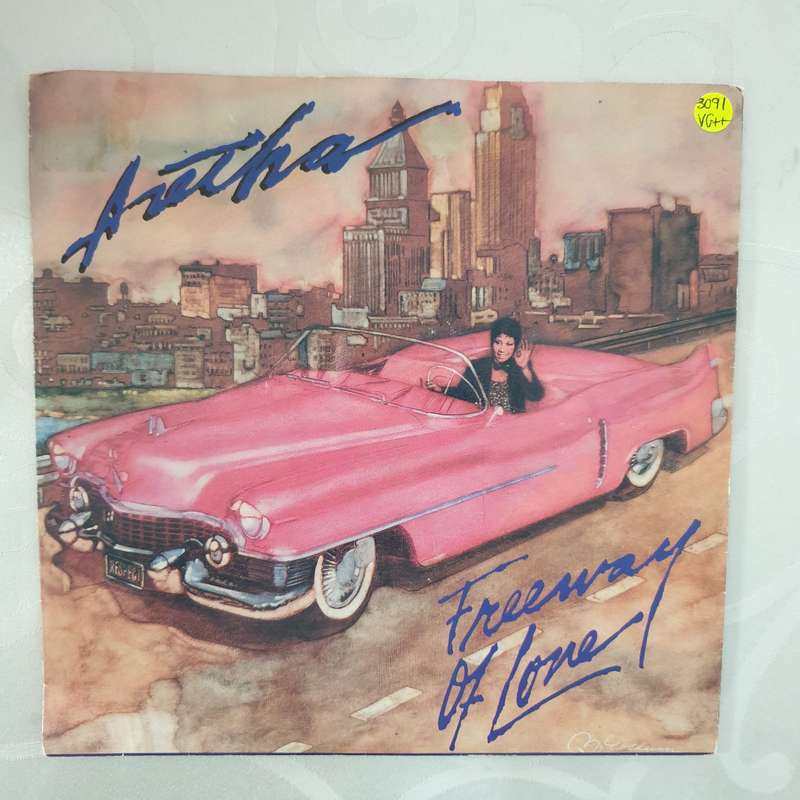 Aretha
3091
VG++
Freeway
Of Love